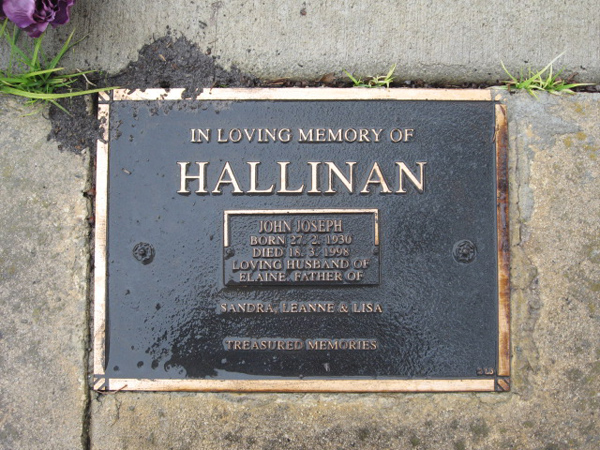 IN LOVING MEMORY OF
HALLINAN
JOHN JOSEPH
BORN 27. 2. 1930
DIED 18. 3. 1998
LOVING HUSBAND OF
ELAINE. FATHER OF
SANDRA, LEANNE & LISA
TREASURED MEMORIES